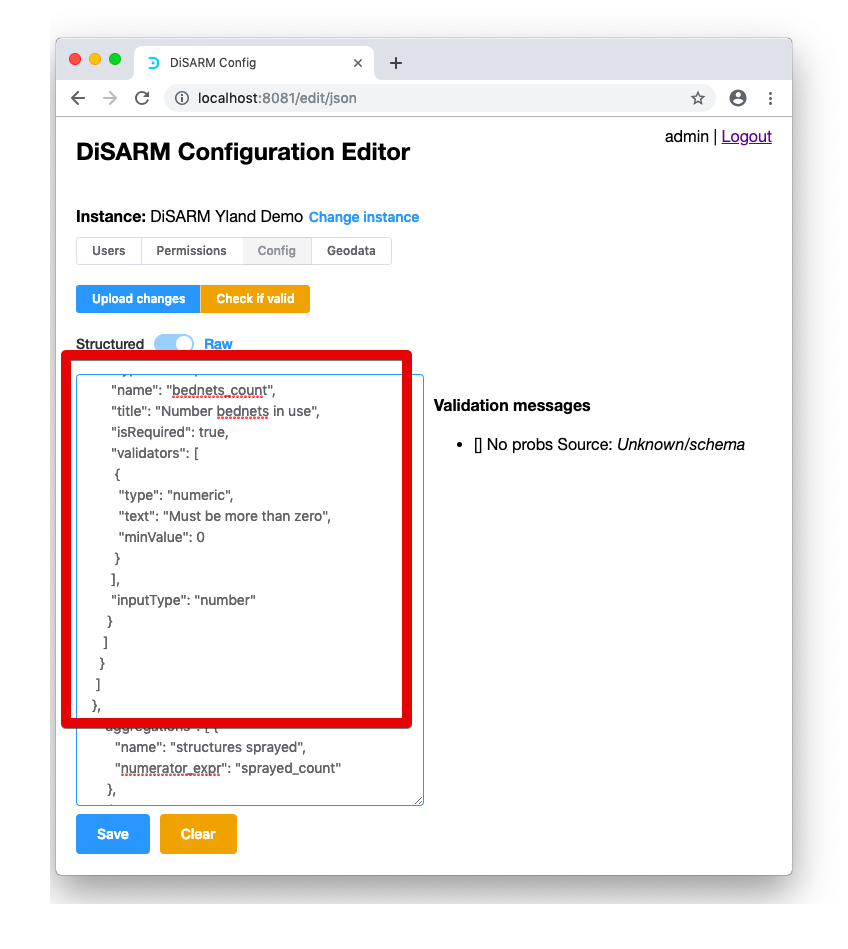 DiSARM Config
localhost:8081/edit/json
admin | Logout
DiSARM Configuration Editor
Instance: DiSARM Yland Demo Change instance
Users Permissions Config Geodata
Upload changes Check if valid
Structured Raw
"name": "bednets_count",
"title": "Number bednets in use",
"isRequired": true,
"validators": [
{
"type": "numeric",
"text": "Must be more than zero",
"minValue": 0
}
],
"inputType": "number"
}
]
}
]
},
"aggregations": [ {
"name": "structures sprayed",
"numerator_expr": "sprayed_count"
},
Validation messages
• [] No probs Source: Unknown/schema
Save Clear